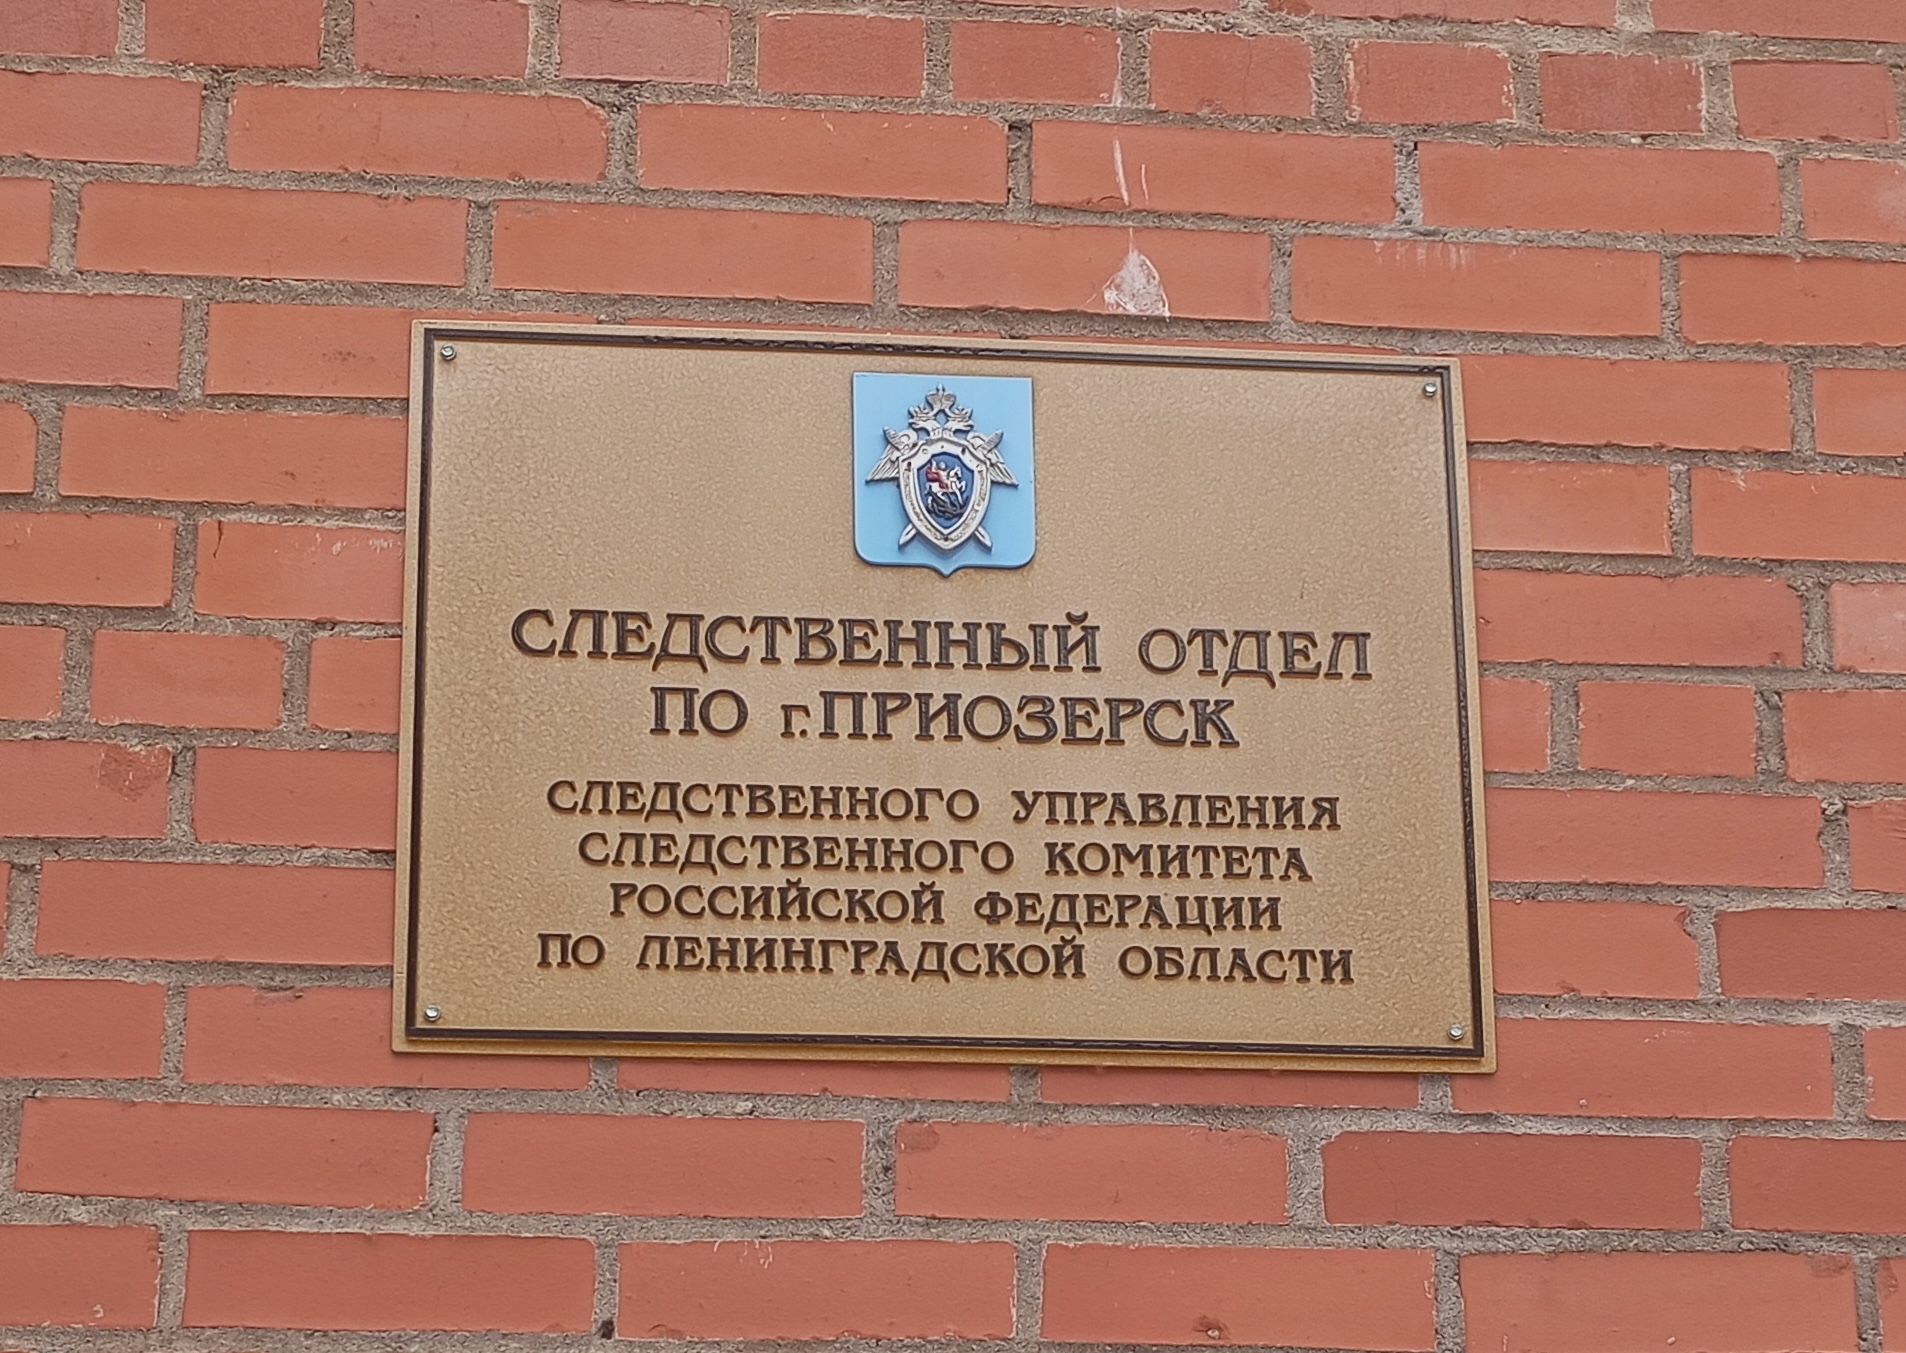 СЛЕДСТВЕННЫЙ ОТДЕЛ
ПО г.ПРИОЗЕРСК
СЛЕДСТВЕННОГО УПРАВЛЕНИЯ
СЛЕДСТВЕННОГО КОМИТЕТА
РОССИЙСКОЙ ФЕДЕРАЦИИ
ПО ЛЕНИНГРАДСКОЙ ОБЛАСТИ